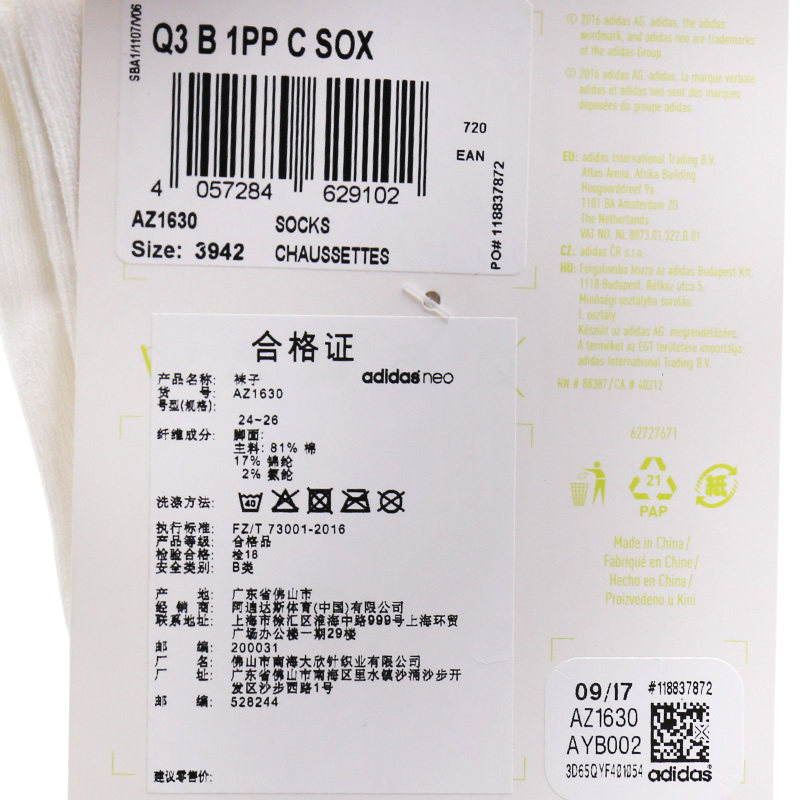 SBA1/1107/V06
Q3 B 1PP C SOX
720
EAN
4 057284 629102
PO# 118837872
AZ1630 SOCKS
Size: 3942 CHAUSSETTES
合格证
adidas neo
产品名称: 袜子
货 号: AZ1630
号型(规格):
24-26
纤维成分: 脚面:
主料: 81% 棉
17% 锦纶
2% 氨纶
洗涤方法: 40
执行标准: FZ/T 73001-2016
产品等级: 合格品
检验合格: 检18
安全类别: B类
产 地: 广东省佛山市
经 销 商: 阿迪达斯体育(中国)有限公司
联系地址: 上海市徐汇区淮海中路999号上海环贸
广场办公楼一期29楼
邮 编: 200031
厂 名: 佛山市南海大欣针织业有限公司
厂 址: 广东省佛山市南海区里水镇沙涌沙步开
发区沙步西路1号
邮 编: 528244
建议零售价:
© 2016 adidas AG. adidas, the adidas
wordmark, and adidas neo are trademarks
of the adidas Group
© 2016 adidas AG. adidas, la marque verbale
adidas et adidas neo sont des marques
déposées du groupe adidas.
EU: adidas International Trading B.V.
Atlas Arena, Afrika Building
Hoogoorddreef 9a
1101 BA Amsterdam ZO
The Netherlands
VAT NO. NL 8073.01.322.B.01
CZ: adidas ČR s.r.o.
HU: Forgalomba hozza az adidas Budapest Kft.
1118 Budapest, Rétköz utca 5.
Minőségi osztályba sorolás:
I. osztály
Készült az adidas AG. megrendelésére.
A terméket az EGT területére importálja:
adidas International Trading B.V.
RN # 88387/CA # 40312
62727671
21
PAP
紙
Made in China/
Fabriqué en Chine/
Hecho en China/
Proizvedeno u Kini
09/17 #118837872
AZ1630
AYB002
3D65QYF401054
adidas